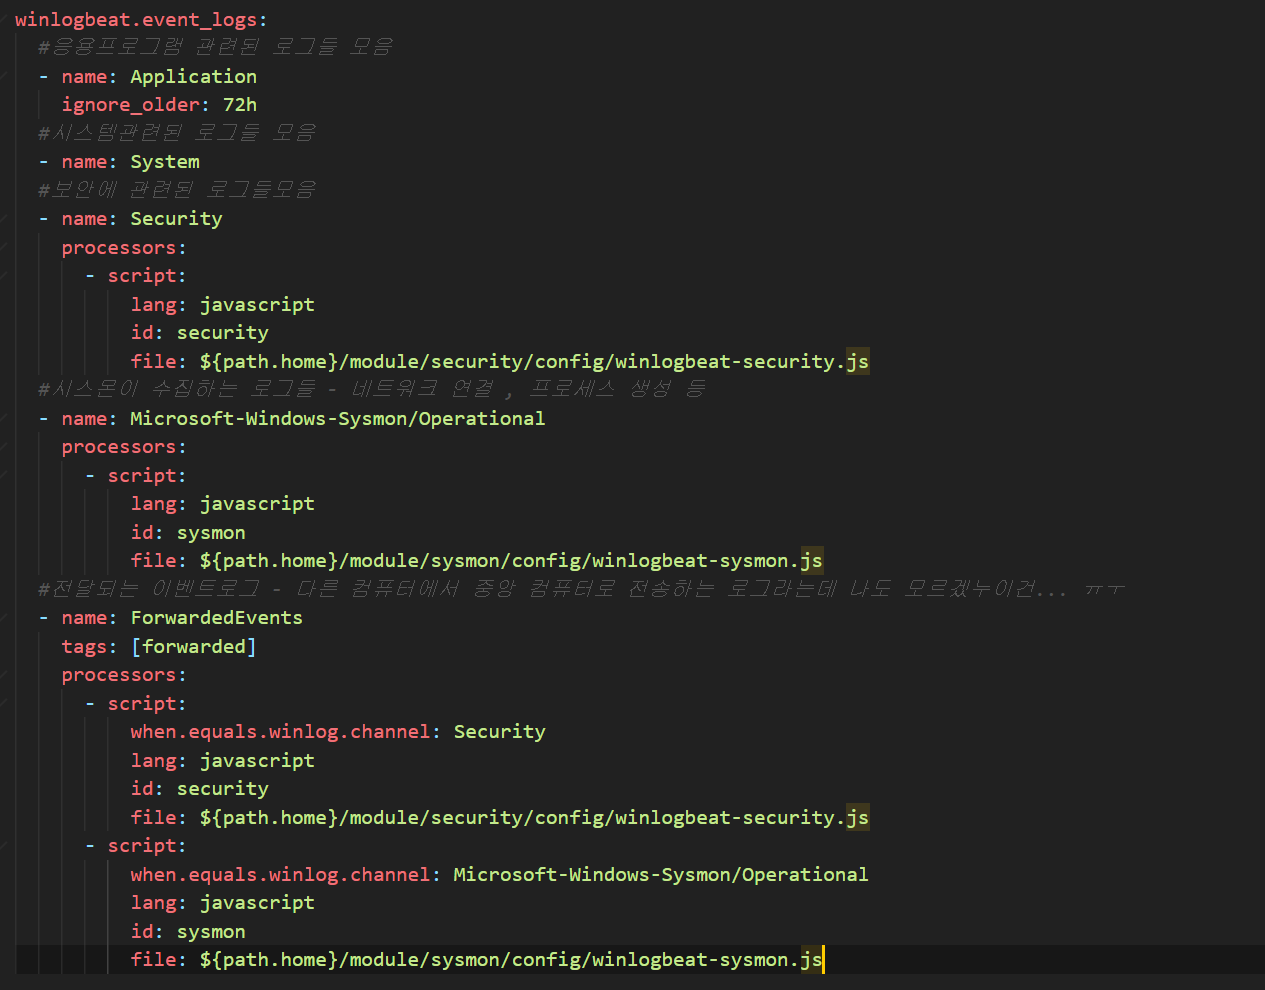 winlogbeat.event_logs:
#응용프로그램 관련된 로그들 모음
- name: Application
ignore_older: 72h
#시스템관련된 로그들 모음
- name: System
#보안에 관련된 로그들모음
- name: Security
processors:
- script:
lang: javascript
id: security
file: ${path.home}/module/security/config/winlogbeat-security.js
#시스몬이 수집하는 로그들 - 네트워크 연결 , 프로세스 생성 등
- name: Microsoft-Windows-Sysmon/Operational
processors:
- script:
lang: javascript
id: sysmon
file: ${path.home}/module/sysmon/config/winlogbeat-sysmon.js
#전달되는 이벤트로그 - 다른 컴퓨터에서 중앙 컴퓨터로 전송하는 로그라는데 나도 모르겠누이건... ㅠㅜ
- name: ForwardedEvents
tags: [forwarded]
processors:
- script:
when.equals.winlog.channel: Security
lang: javascript
id: security
file: ${path.home}/module/security/config/winlogbeat-security.js
- script:
when.equals.winlog.channel: Microsoft-Windows-Sysmon/Operational
lang: javascript
id: sysmon
file: ${path.home}/module/sysmon/config/winlogbeat-sysmon.js